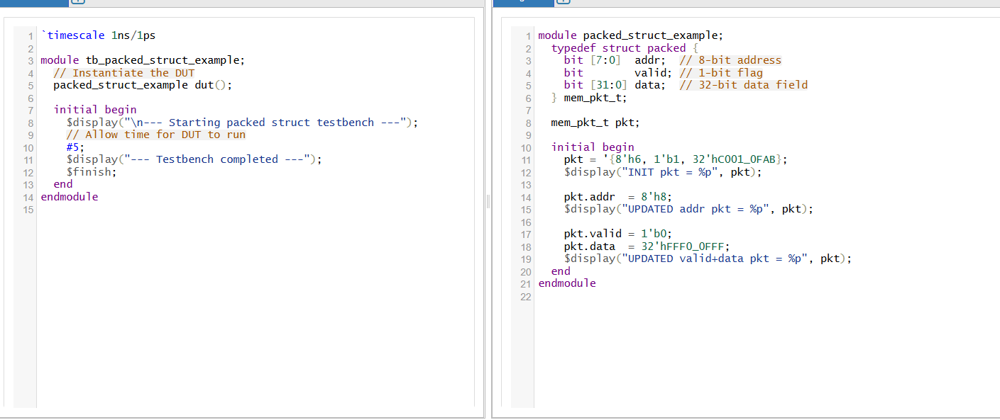 1 `timescale 1ns/1ps
2
3 module tb_packed_struct_example;
4 // Instantiate the DUT
5 packed_struct_example dut();
6
7 initial begin
8 $display("\n--- Starting packed struct testbench ---");
9 // Allow time for DUT to run
10 #5;
11 $display("--- Testbench completed ---");
12 $finish;
13 end
14 endmodule
15
1 module packed_struct_example;
2 typedef struct packed {
3 bit [7:0] addr; // 8-bit address
4 bit valid; // 1-bit flag
5 bit [31:0] data; // 32-bit data field
6 } mem_pkt_t;
7
8 mem_pkt_t pkt;
9
10 initial begin
11 pkt = '{8'h6, 1'b1, 32'hC001_0FAB};
12 $display("INIT pkt = %p", pkt);
13
14 pkt.addr = 8'h8;
15 $display("UPDATED addr pkt = %p", pkt);
16
17 pkt.valid = 1'b0;
18 pkt.data = 32'hFFF0_0FFF;
19 $display("UPDATED valid+data pkt = %p", pkt);
20 end
21 endmodule
22